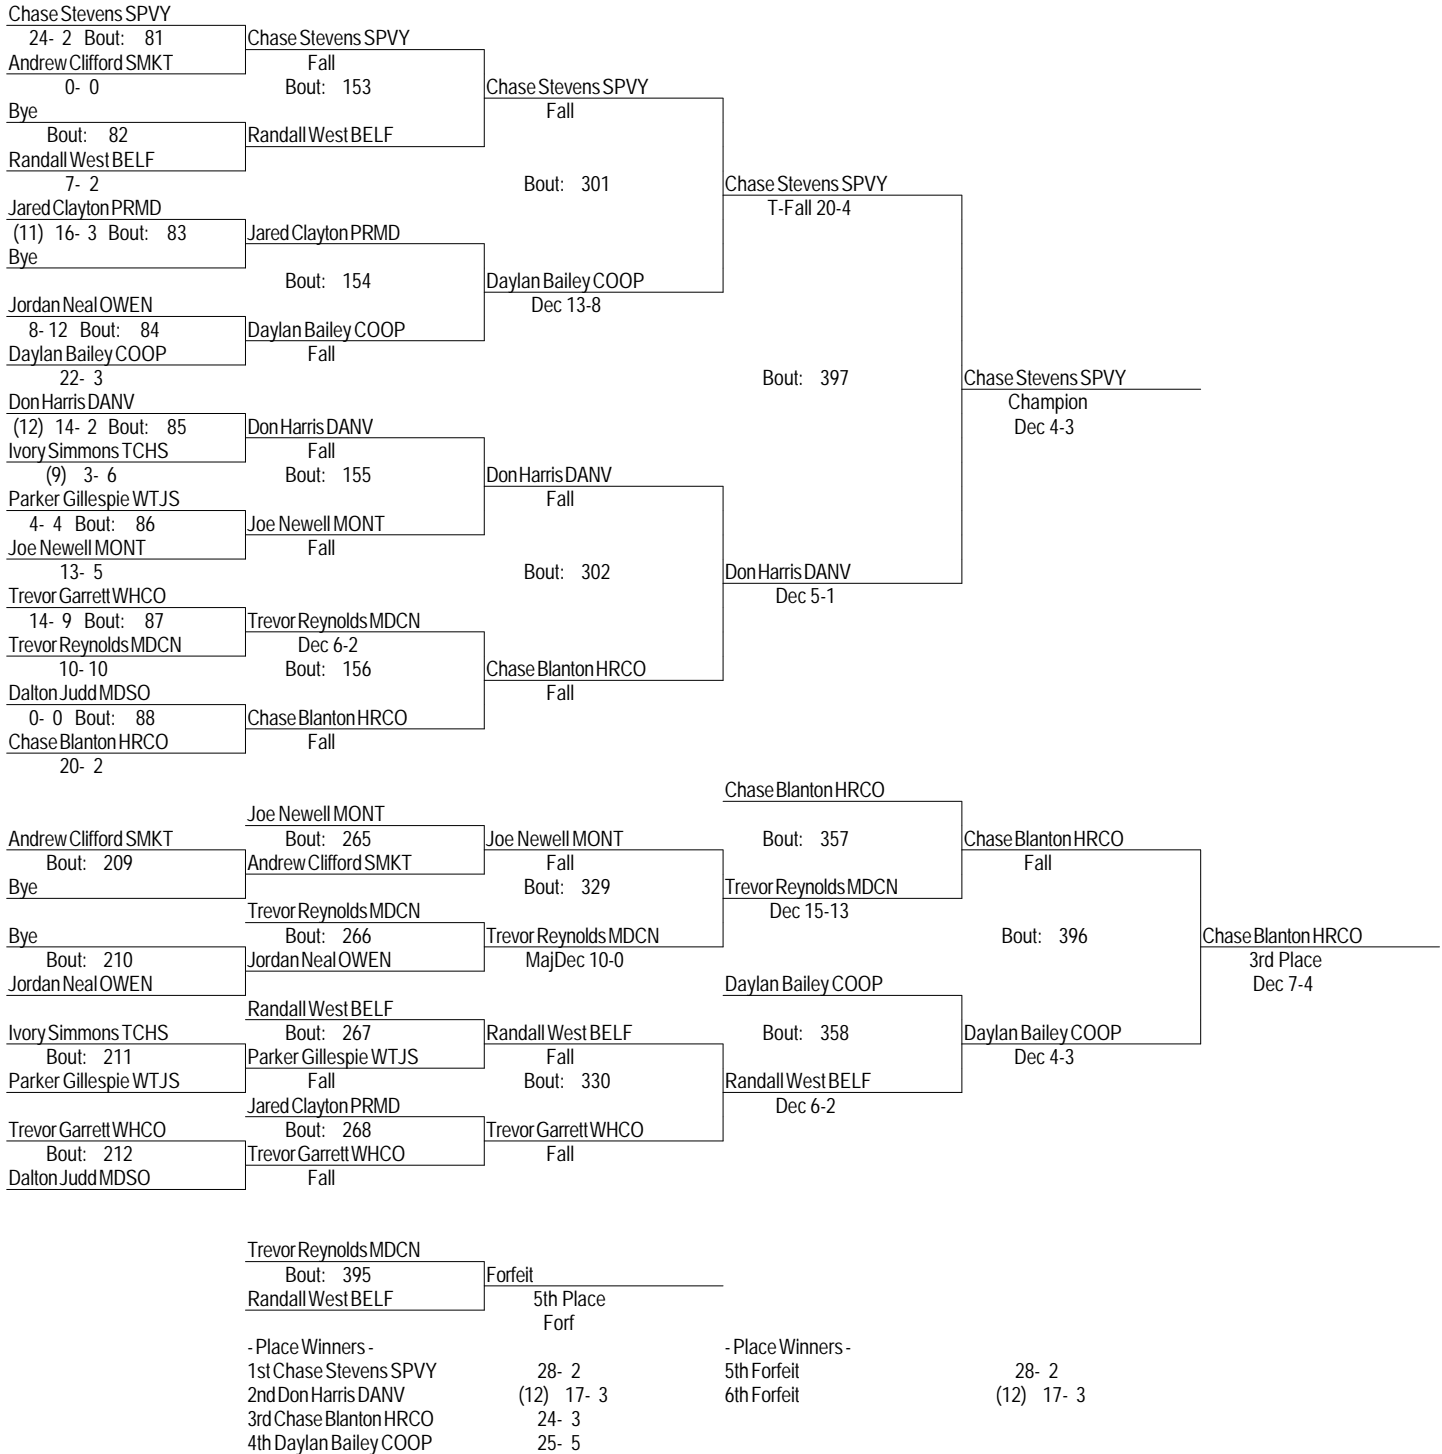 Chase Stevens SPVY
24- 2 Bout: 81
Chase Stevens SPVY
Andrew Clifford SMKT
Fall
0- 0
Bout: 153
Chase Stevens SPVY
Bye
Fall
Bout: 82
Randall West BELF
Randall West BELF
7- 2
Bout: 301
Chase Stevens SPVY
Jared Clayton PRMD
T-Fall 20-4
(11) 16- 3 Bout: 83
Jared Clayton PRMD
Bye
Bout: 154
Daylan Bailey COOP
Jordan Neal OWEN
Dec 13-8
8- 12 Bout: 84
Daylan Bailey COOP
Daylan Bailey COOP
Fall
22- 3
Bout: 397
Chase Stevens SPVY
Don Harris DANV
Champion
(12) 14- 2 Bout: 85
Don Harris DANV
Dec 4-3
Ivory Simmons TCHS
Fall
(9) 3- 6
Bout: 155
Don Harris DANV
Parker Gillespie WTJS
Fall
4- 4 Bout: 86
Joe Newell MONT
Joe Newell MONT
Fall
13- 5
Bout: 302
Don Harris DANV
Trevor Garrett WHCO
Dec 5-1
14- 9 Bout: 87
Trevor Reynolds MDCN
Trevor Reynolds MDCN
Dec 6-2
10- 10
Bout: 156
Chase Blanton HRCO
Dalton Judd MDSO
Fall
0- 0 Bout: 88
Chase Blanton HRCO
Chase Blanton HRCO
Fall
20- 2
Chase Blanton HRCO
Joe Newell MONT
Andrew Clifford SMKT
Bout: 265
Joe Newell MONT
Bout: 357
Chase Blanton HRCO
Bout: 209
Andrew Clifford SMKT
Fall
Fall
Bye
Bout: 329
Trevor Reynolds MDCN
Trevor Reynolds MDCN
Dec 15-13
Bye
Bout: 266
Trevor Reynolds MDCN
Bout: 396
Chase Blanton HRCO
Bout: 210
Jordan Neal OWEN
MajDec 10-0
3rd Place
Jordan Neal OWEN
Daylan Bailey COOP
Dec 7-4
Randall West BELF
Ivory Simmons TCHS
Bout: 267
Randall West BELF
Bout: 358
Daylan Bailey COOP
Bout: 211
Parker Gillespie WTJS
Fall
Dec 4-3
Parker Gillespie WTJS
Fall
Bout: 330
Randall West BELF
Jared Clayton PRMD
Dec 6-2
Trevor Garrett WHCO
Bout: 268
Trevor Garrett WHCO
Bout: 212
Trevor Garrett WHCO
Fall
Dalton Judd MDSO
Fall
Trevor Reynolds MDCN
Bout: 395
Forfeit
Randall West BELF
5th Place
Forf
- Place Winners -
- Place Winners -
1st Chase Stevens SPVY 28- 2
5th Forfeit 28- 2
2nd Don Harris DANV (12) 17- 3
6th Forfeit (12) 17- 3
3rd Chase Blanton HRCO 24- 3
4th Daylan Bailey COOP 25- 5